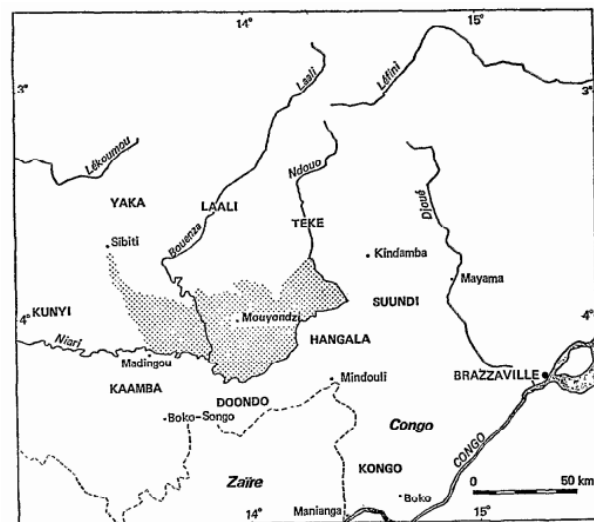 14°
15°
3°
3°
Laali
Léfini
Lékoumou
Ndouo
YAKA
LAALI
TEKE
Djoué
Bouenza
Sibiti
Kindamba
Mayama
KUNYI
SUUNDI
4°
4°
Mouyondzi
Niari
HANGALA
Madingou
KAAMBA
Mindouli
BRAZZAVILLE
DOONDO
Boko-Songo
Congo
CONGO
Zaïre
KONGO
0 50 km
Boko
Manianga
14°
15°